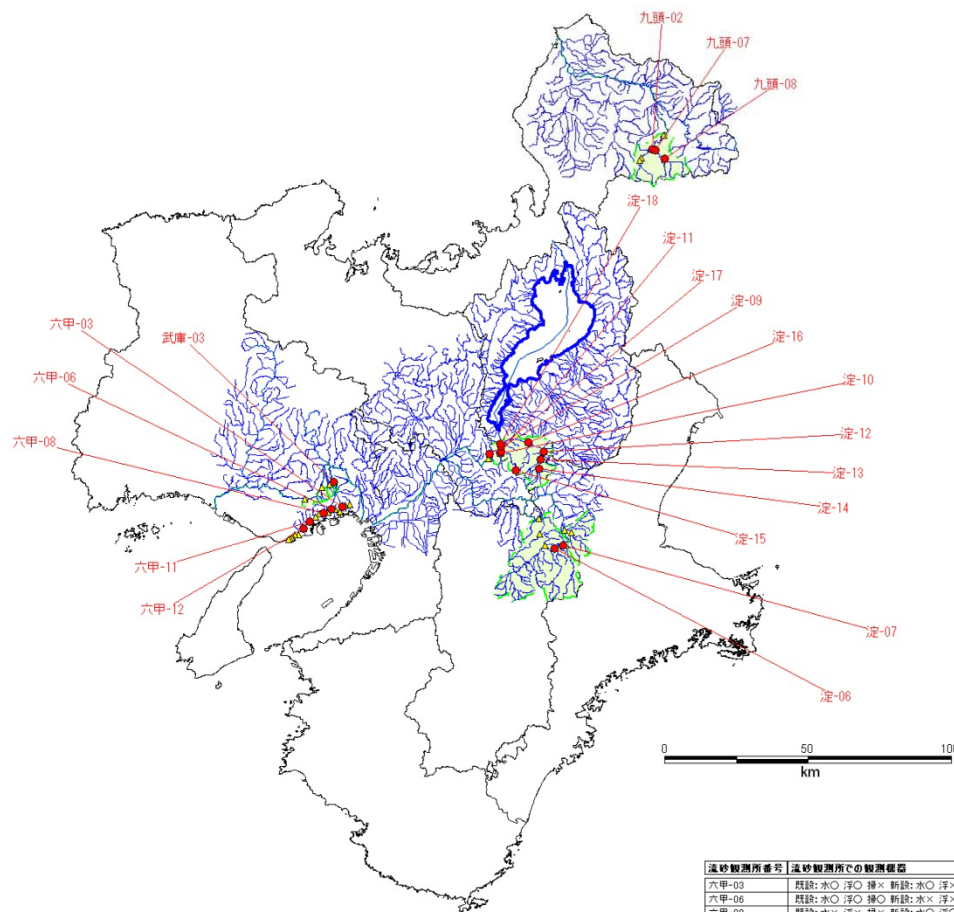 九頭-02
九頭-07
九頭-08
淀-18
淀-11
淀-17
淀-09
淀-16
淀-10
淀-12
淀-13
淀-14
淀-15
淀-07
淀-06
六甲-03
武庫-03
六甲-06
六甲-08
六甲-11
六甲-12
0 50 100
km
流砂観測所番号 流砂観測所での観測機器
六甲-03 既設:水○ 浮○ 掃× 新設:水○ 浮×
六甲-06 既設:水○ 浮○ 掃○ 新設:水× 浮×